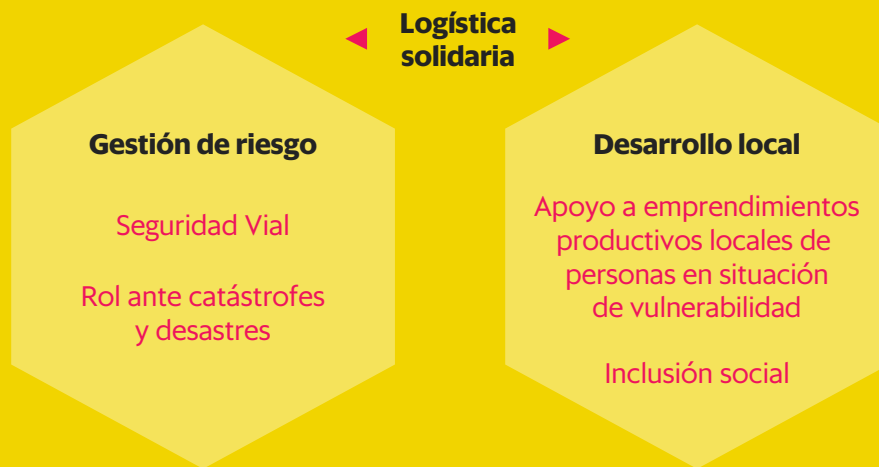 Logística
solidaria
Gestión de riesgo
Seguridad Vial
Rol ante catástrofes
y desastres
Desarrollo local
Apoyo a emprendimientos
productivos locales de
personas en situación
de vulnerabilidad
Inclusión social